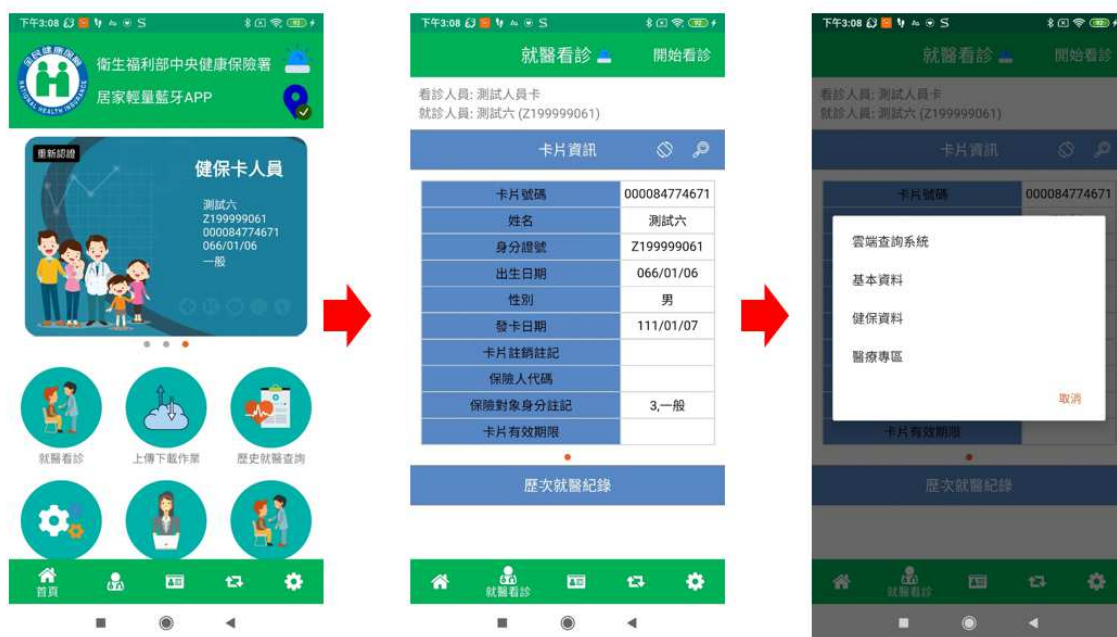 下午3:08
92
衛生福利部中央健康保險署
居家輕量藍牙APP
重新認證
健保卡人員
測試六
Z199999061
000084774671
066/01/06
一般
就醫看診
上傳下載作業
歷史就醫查詢
首頁
下午3:08
92
就醫看診
開始看診
看診人員: 測試人員卡
就診人員: 測試六 (Z199999061)
卡片資訊
卡片號碼 000084774671
姓名 測試六
身分證號 Z199999061
出生日期 066/01/06
性別 男
發卡日期 111/01/07
卡片註銷註記
保險人代碼
保險對象身分註記 3,一般
卡片有效期限
歷次就醫紀錄
就醫看診
下午3:08
92
就醫看診
開始看診
看診人員: 測試人員卡
就診人員: 測試六 (Z199999061)
卡片資訊
卡片號碼 000084774671
雲端查詢系統
基本資料
健保資料
醫療專區
取消
卡片有效期限
歷次就醫紀錄
就醫看診